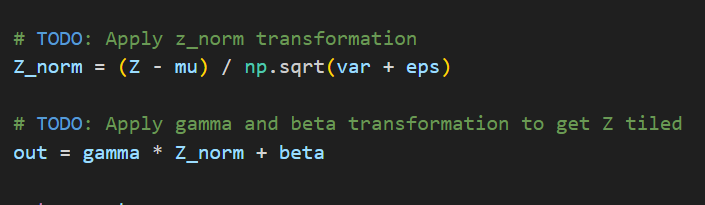 # TODO: Apply z_norm transformation
Z_norm = (Z - mu) / np.sqrt(var + eps)
# TODO: Apply gamma and beta transformation to get Z tiled
out = gamma * Z_norm + beta